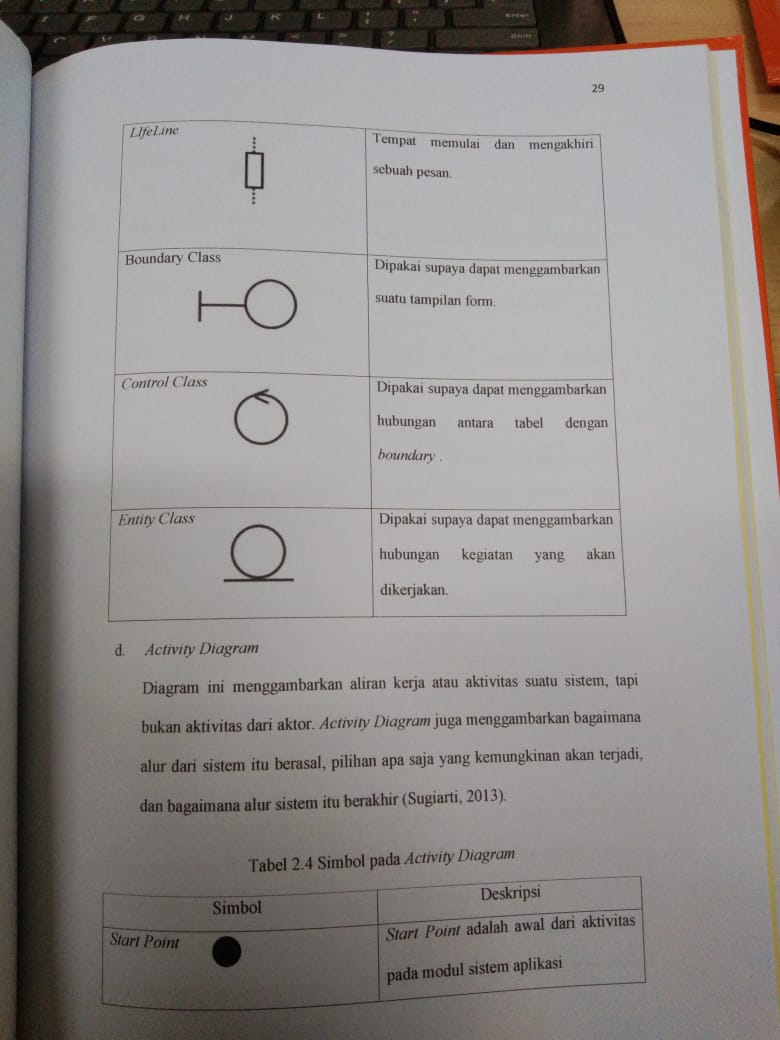 Enter
Shift
F
G
H
J
K
L
29
LIfeLine
Tempat memulai dan mengakhiri
sebuah pesan.
Boundary Class
Dipakai supaya dapat menggambarkan
suatu tampilan form.
Control Class
Dipakai supaya dapat menggambarkan
hubungan antara tabel dengan
boundary .
Entity Class
Dipakai supaya dapat menggambarkan
hubungan kegiatan yang akan
dikerjakan.
d. Activity Diagram
Diagram ini menggambarkan aliran kerja atau aktivitas suatu sistem, tapi
bukan aktivitas dari aktor. Activity Diagram juga menggambarkan bagaimana
alur dari sistem itu berasal, pilihan apa saja yang kemungkinan akan terjadi,
dan bagaimana alur sistem itu berakhir (Sugiarti, 2013).
Tabel 2.4 Simbol pada Activity Diagram
Simbol
Deskripsi
Start Point
Start Point adalah awal dari aktivitas
pada modul sistem aplikasi